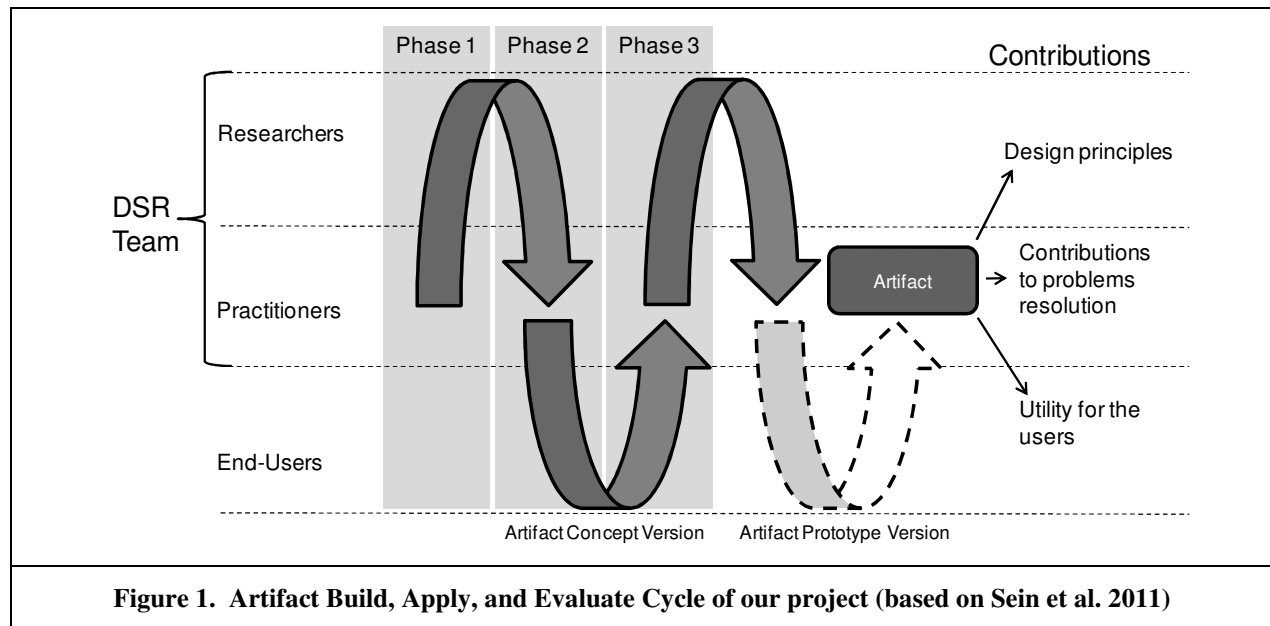 Phase 1
Phase 2
Phase 3
Contributions
Researchers
DSR
Team
Practitioners
End-Users
Design principles
Artifact
Contributions
to problems
resolution
Utility for the
users
Artifact Concept Version
Artifact Prototype Version
Figure 1. Artifact Build, Apply, and Evaluate Cycle of our project (based on Sein et al. 2011)